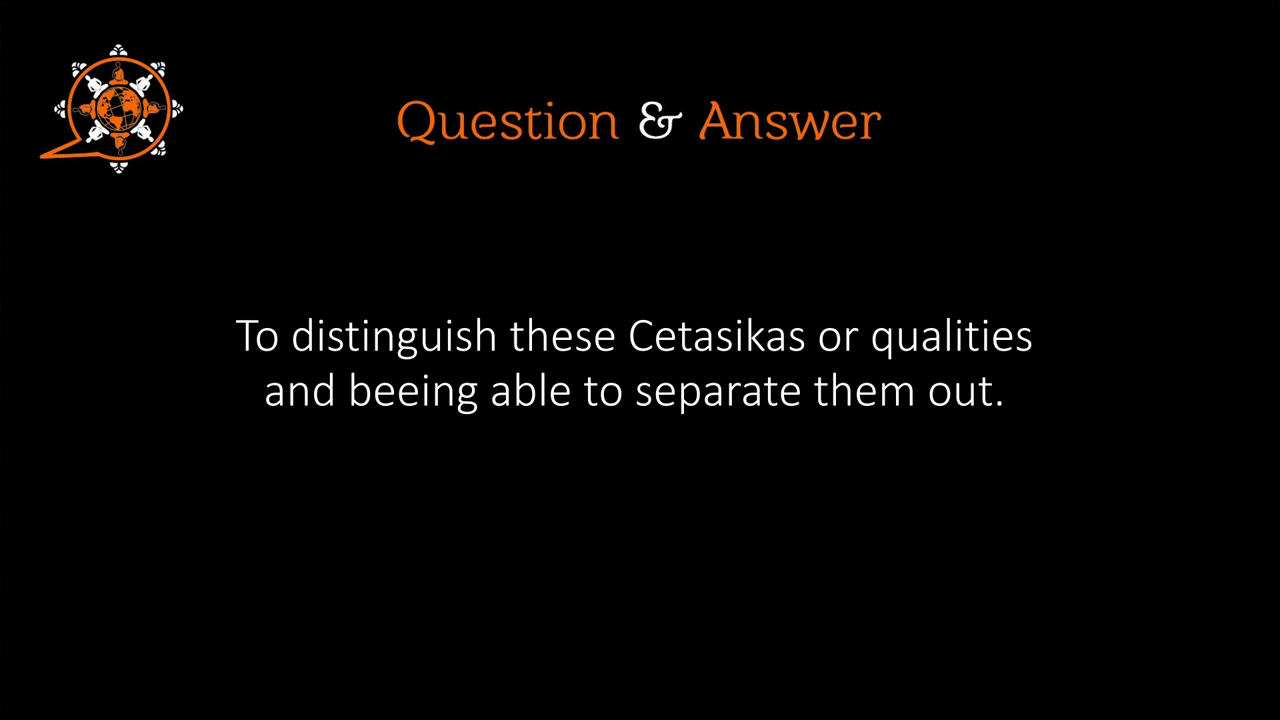 Question & Answer
To distinguish these Cetasikas or qualities
and beeing able to separate them out.